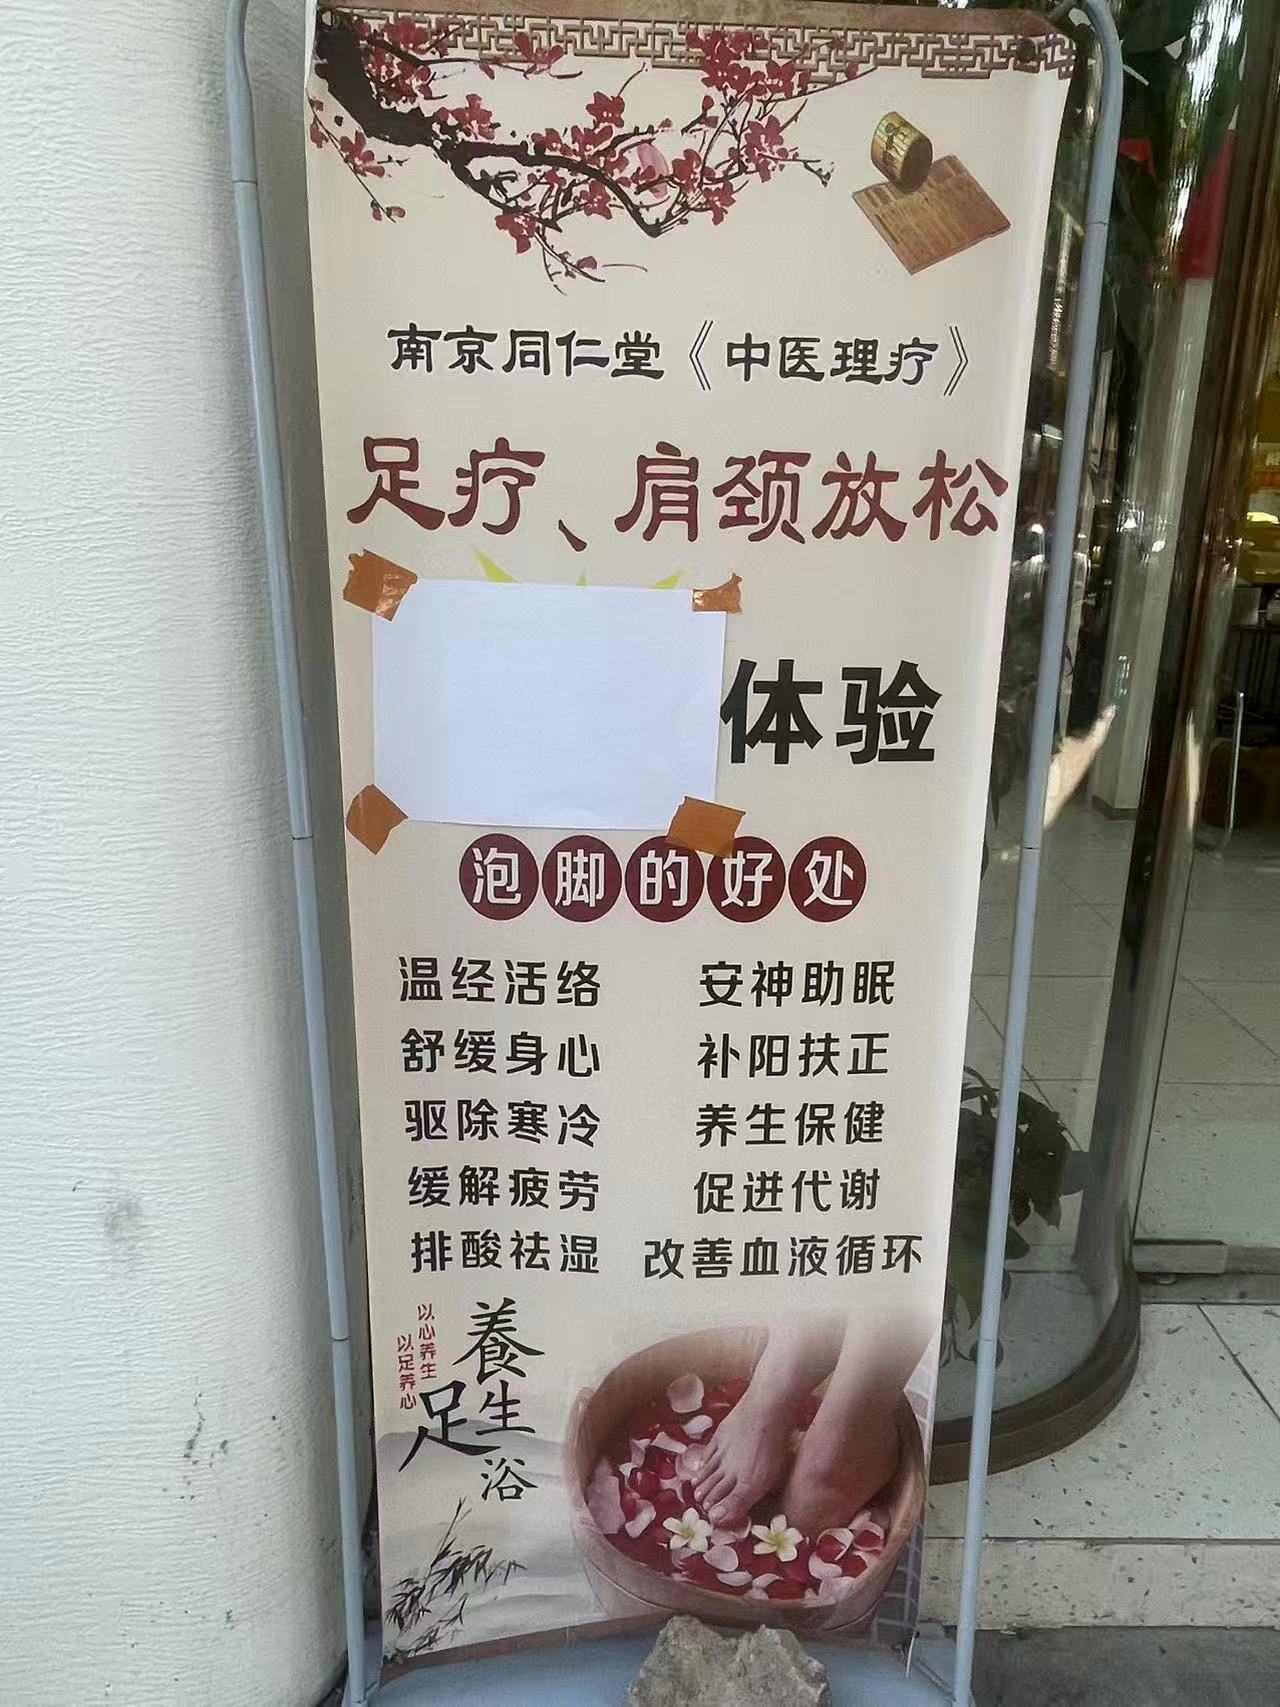 南京同仁堂《中医理疗》
足疗、肩颈放松
体验
泡脚的好处
温经活络 安神助眠
舒缓身心 补阳扶正
驱除寒冷 养生保健
缓解疲劳 促进代谢
排酸祛湿 改善血液循环
以心养生
以足养心
養生
足浴